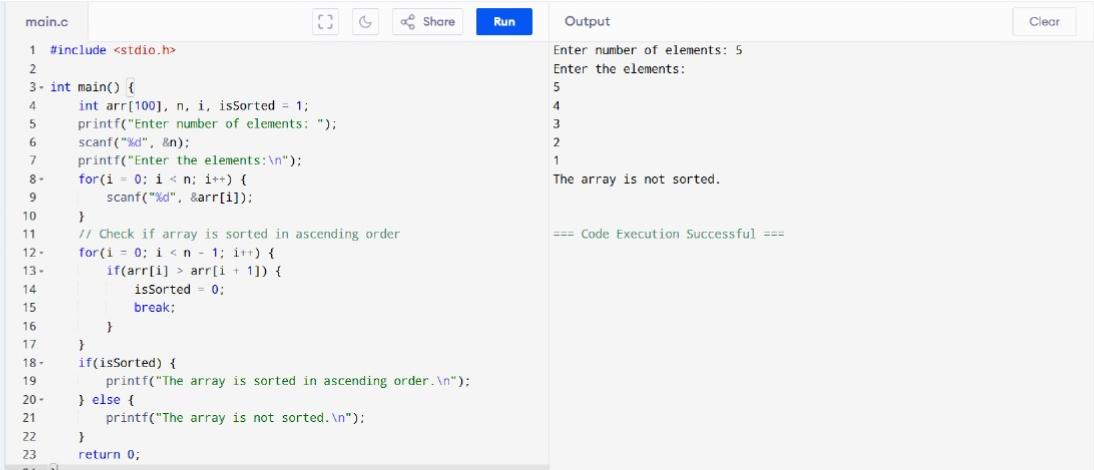 main.c
Share
Run
Output
Clear
1 #include <stdio.h>
2
3 int main() {
4     int arr[100], n, i, isSorted = 1;
5     printf("Enter number of elements: ");
6     scanf("%d", &n);
7     printf("Enter the elements:\n");
8     for(i = 0; i < n; i++) {
9         scanf("%d", &arr[i]);
10     }
11     // Check if array is sorted in ascending order
12     for(i = 0; i < n - 1; i++) {
13         if(arr[i] > arr[i + 1]) {
14             isSorted = 0;
15             break;
16         }
17     }
18     if(isSorted) {
19         printf("The array is sorted in ascending order.\n");
20     } else {
21         printf("The array is not sorted.\n");
22     }
23     return 0;
Enter number of elements: 5
Enter the elements:
5
4
3
2
1
The array is not sorted.
=== Code Execution Successful ===